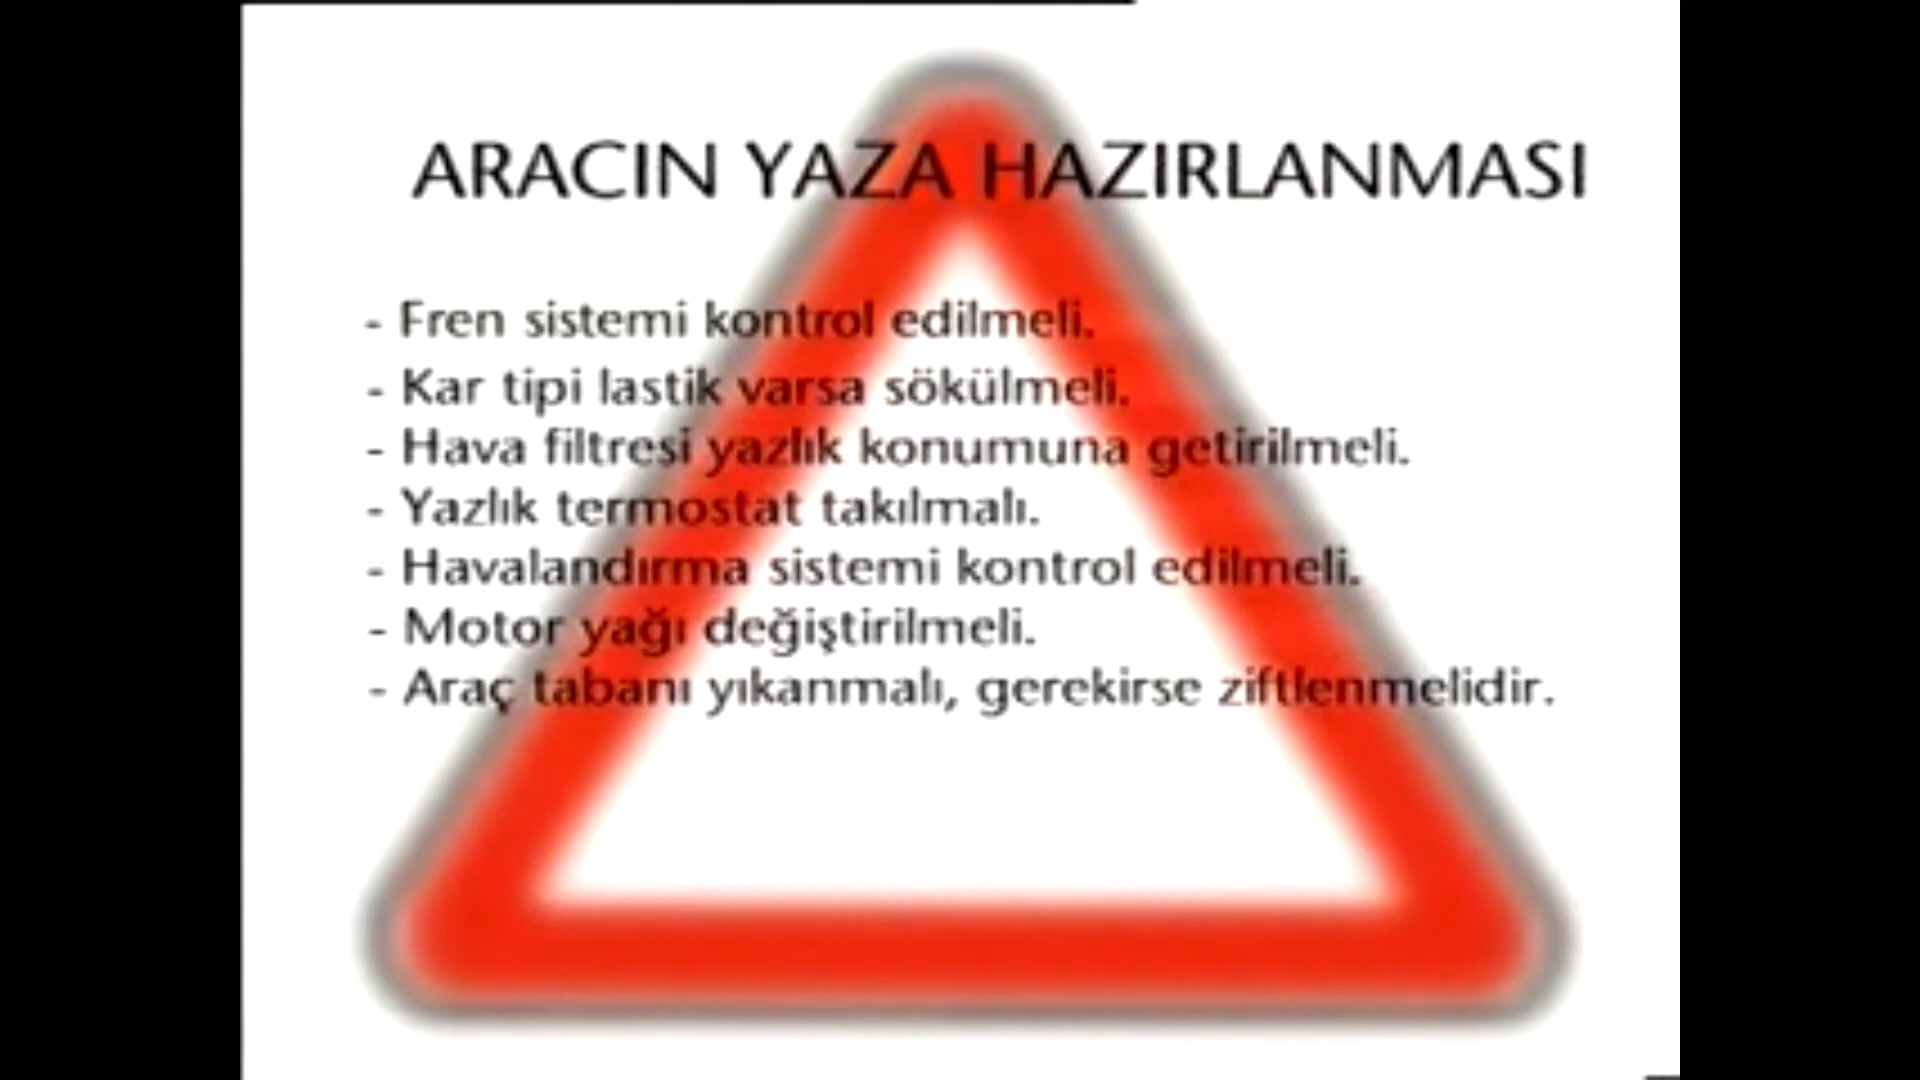 ARACIN YAZA HAZIRLANMASI
- Fren sistemi kontrol edilmeli.
- Kar tipi lastik varsa sökülmeli.
- Hava filtresi yazlık konumuna getirilmeli.
- Yazlık termostat takılmalı.
- Havalandırma sistemi kontrol edilmeli.
- Motor yağı değiştirilmeli.
- Araç tabanı yıkanmalı, gerekirse ziftlenmelidir.